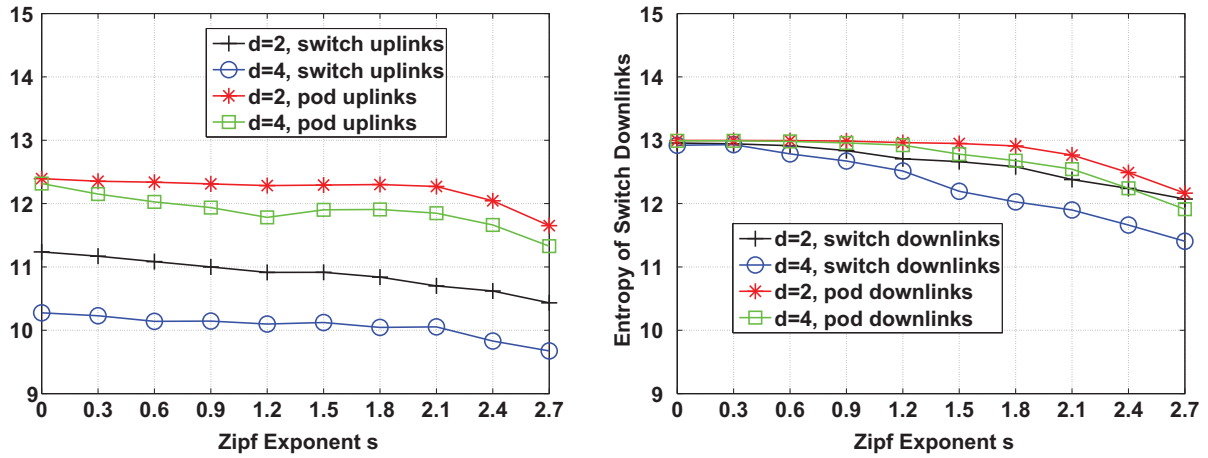 15
14
13
12
11
10
9
d=2, switch uplinks
d=4, switch uplinks
d=2, pod uplinks
d=4, pod uplinks
0 0.3 0.6 0.9 1.2 1.5 1.8 2.1 2.4 2.7
Zipf Exponent s
Entropy of Switch Downlinks
15
14
13
12
11
10
9
d=2, switch downlinks
d=4, switch downlinks
d=2, pod downlinks
d=4, pod downlinks
0 0.3 0.6 0.9 1.2 1.5 1.8 2.1 2.4 2.7
Zipf Exponent s